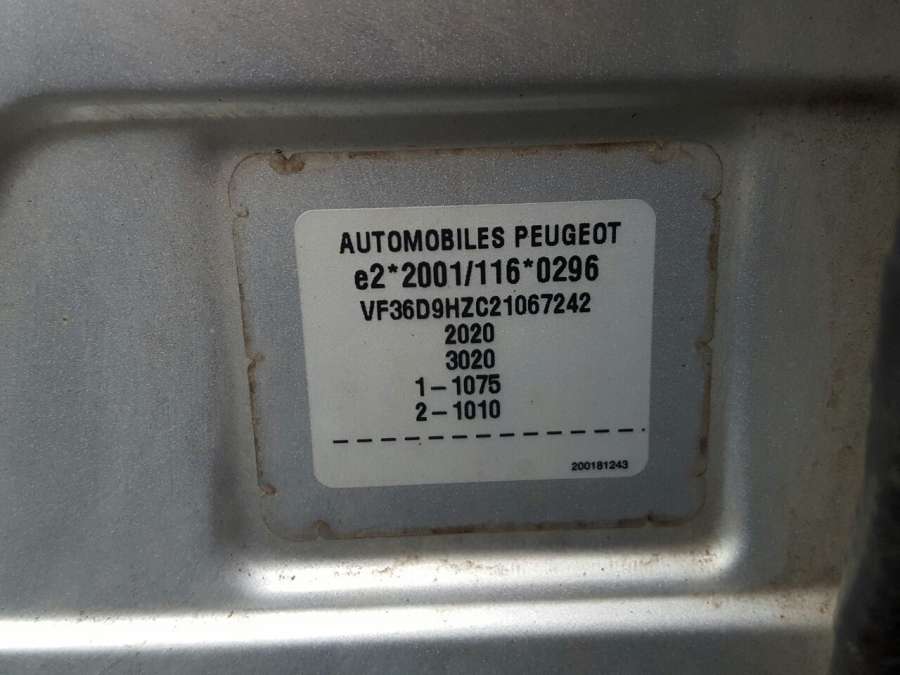 AUTOMOBILES PEUGEOT
e2*2001/116*0296
VF36D9HZC21067242
2020
3020
1-1075
2-1010
200181243